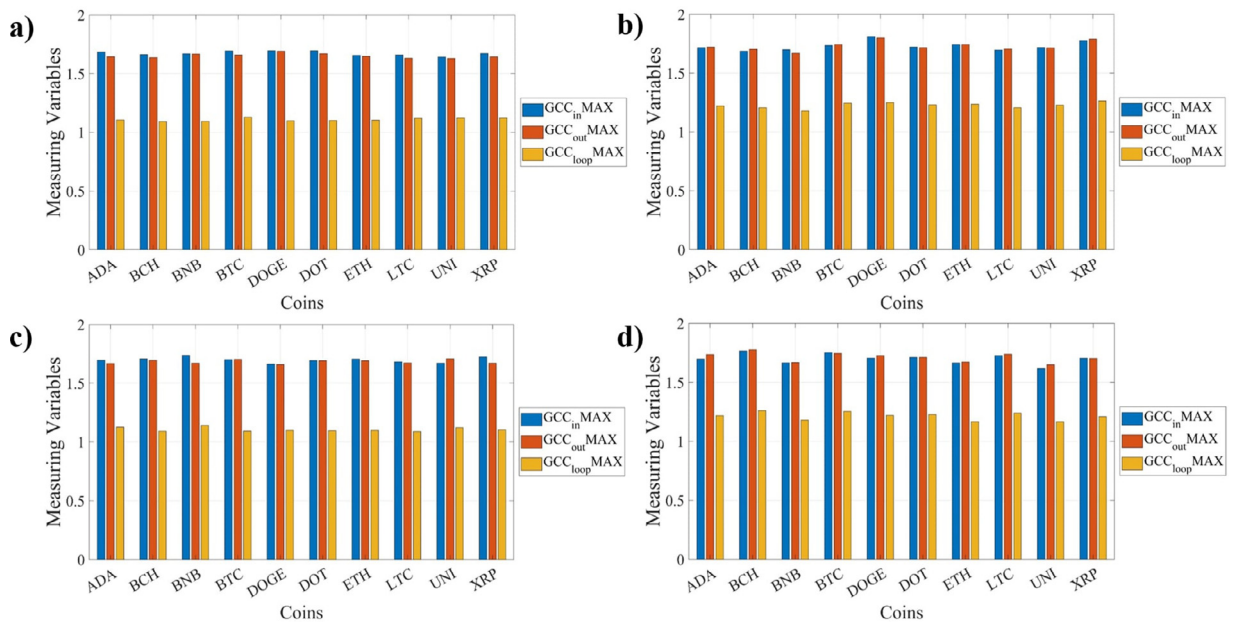 a)
Measuring Variables
2
1.5
1
0.5
0
ADA BCH BNB BTC DOGE DOT ETH LTC UNI XRP
Coins
GCCinMAX
GCCoutMAX
GCCloopMAX
b)
Measuring Variables
2
1.5
1
0.5
0
ADA BCH BNB BTC DOGE DOT ETH LTC UNI XRP
Coins
GCCinMAX
GCCoutMAX
GCCloopMAX
c)
Measuring Variables
2
1.5
1
0.5
0
ADA BCH BNB BTC DOGE DOT ETH LTC UNI XRP
Coins
GCCinMAX
GCCoutMAX
GCCloopMAX
d)
Measuring Variables
2
1.5
1
0.5
0
ADA BCH BNB BTC DOGE DOT ETH LTC UNI XRP
Coins
GCCinMAX
GCCoutMAX
GCCloopMAX